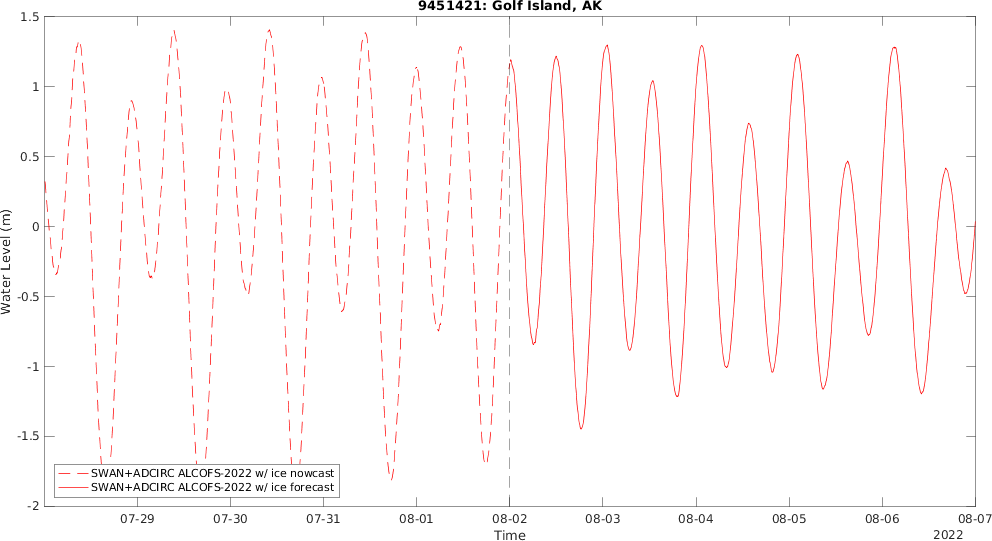 9451421: Golf Island, AK
1.5
1
0.5
0
-0.5
-1
-1.5
-2
Water Level (m)
SWAN+ADCIRC ALCOFS-2022 w/ ice nowcast
SWAN+ADCIRC ALCOFS-2022 w/ ice forecast
07-29 07-30 07-31 08-01 08-02 08-03 08-04 08-05 08-06 08-07
Time
2022